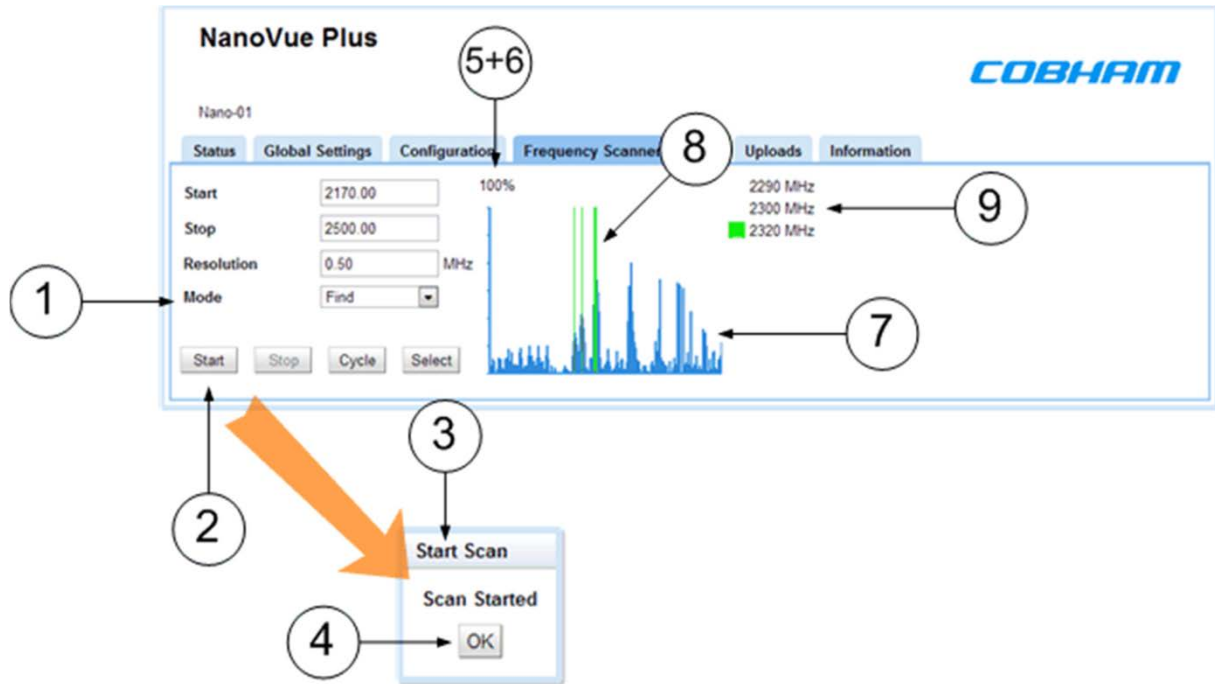 NanoVue Plus
5+6
COBHAM
Nano-01
Status Global Settings Configuration Frequency Scanner 8 Uploads Information
Start 2170.00 100% 2290 MHz
2300 MHz 9
Stop 2500.00 2320 MHz
Resolution 0.50 MHz
1 Mode Find 7
Start Stop Cycle Select
3
2
Start Scan
Scan Started
4 OK